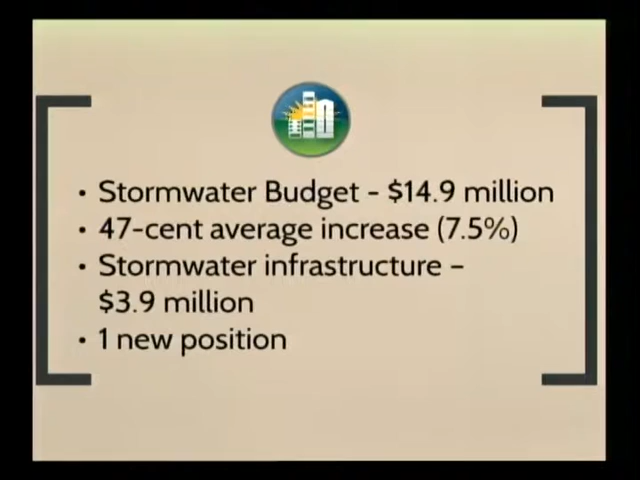 • Stormwater Budget – $14.9 million
• 47-cent average increase (7.5%)
• Stormwater infrastructure –
$3.9 million
• 1 new position